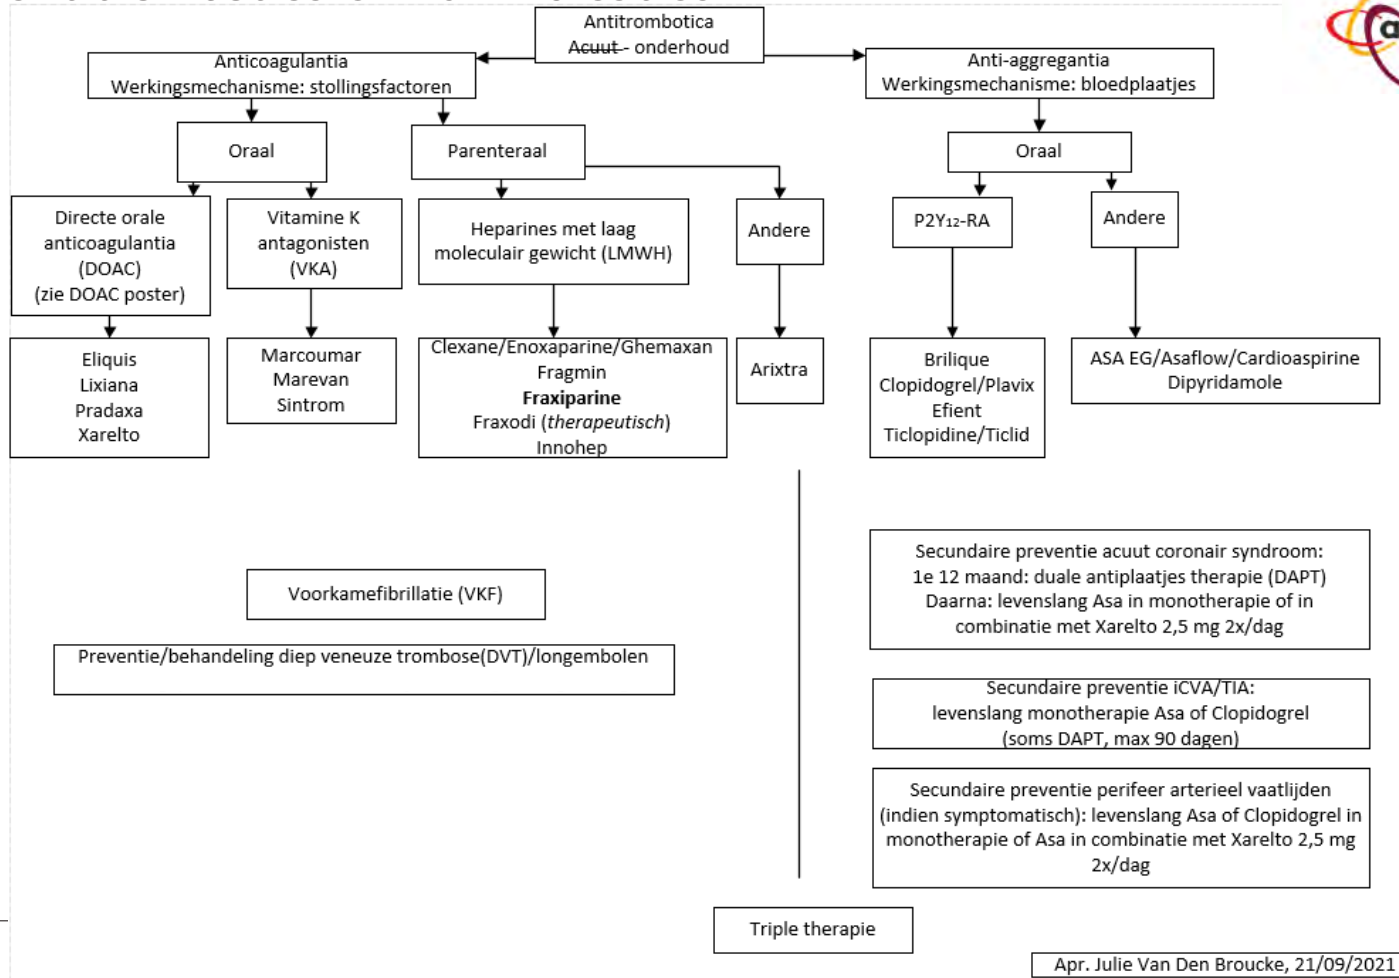 Antitrombotica
Acuut - onderhoud
Anticoagulantia
Werkingsmechanisme: stollingsfactoren
Anti-aggregantia
Werkingsmechanisme: bloedplaatjes
Oraal
Parenteraal
Oraal
Directe orale
anticoagulantia
(DOAC)
(zie DOAC poster)
Vitamine K
antagonisten
(VKA)
Heparines met laag
moleculair gewicht (LMWH)
Andere
P2Y₁₂-RA
Andere
Eliquis
Lixiana
Pradaxa
Xarelto
Marcoumar
Marevan
Sintrom
Clexane/Enoxaparine/Ghemaxan
Fragmin
Fraxiparine
Fraxodi (therapeutisch)
Innohep
Arixtra
Brilique
Clopidogrel/Plavix
Efient
Ticlopidine/Ticlid
ASA EG/Asaflow/Cardioaspirine
Dipyridamole
Voorkamefibrillatie (VKF)
Preventie/behandeling diep veneuze trombose(DVT)/longembolen
Secundaire preventie acuut coronair syndroom:
1e 12 maand: duale antiplaatjes therapie (DAPT)
Daarna: levenslang Asa in monotherapie of in
combinatie met Xarelto 2,5 mg 2x/dag
Secundaire preventie iCVA/TIA:
levenslang monotherapie Asa of Clopidogrel
(soms DAPT, max 90 dagen)
Secundaire preventie perifeer arterieel vaatlijden
(indien symptomatisch): levenslang Asa of Clopidogrel in
monotherapie of Asa in combinatie met Xarelto 2,5 mg
2x/dag
Triple therapie
Apr. Julie Van Den Broucke, 21/09/2021